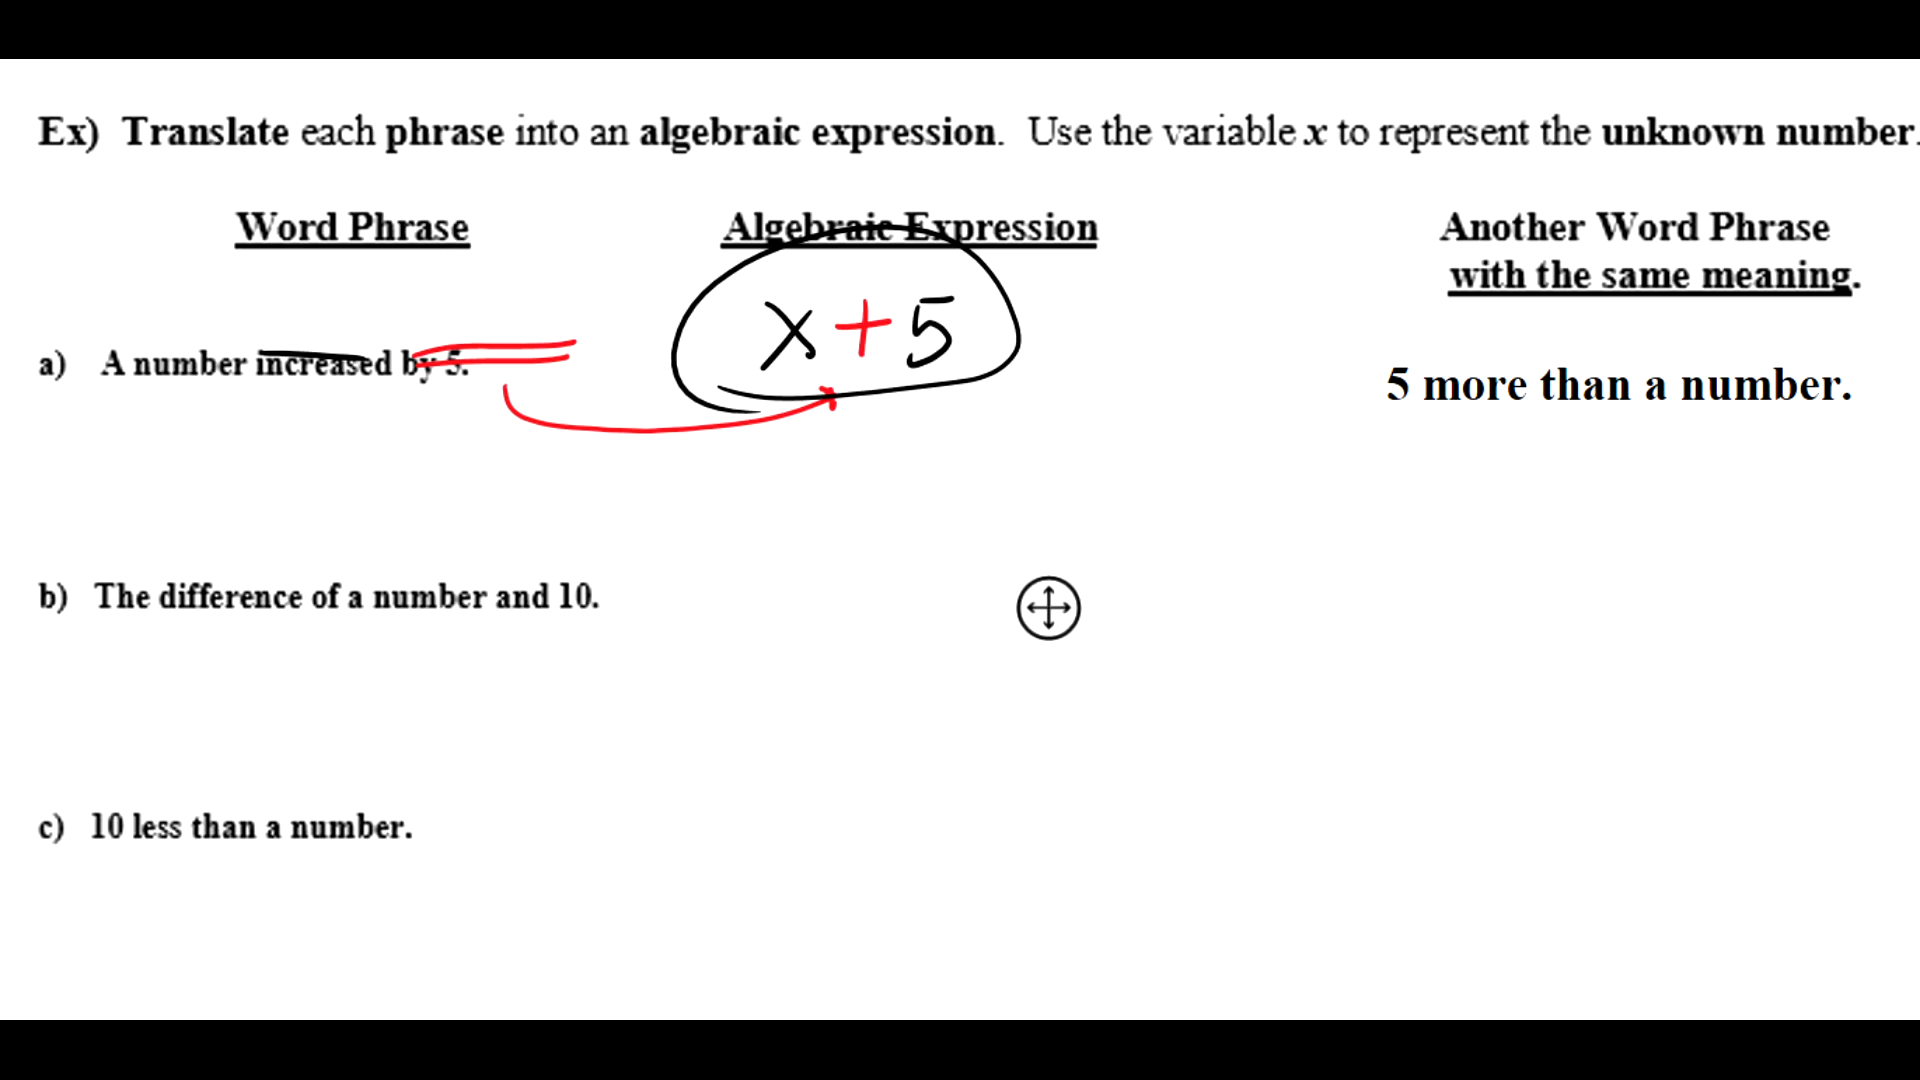 Ex) Translate each phrase into an algebraic expression. Use the variable x to represent the unknown number.
Word Phrase
Algebraic Expression
Another Word Phrase
with the same meaning.
a) A number increased by 5.
x + 5
5 more than a number.
b) The difference of a number and 10.
c) 10 less than a number.